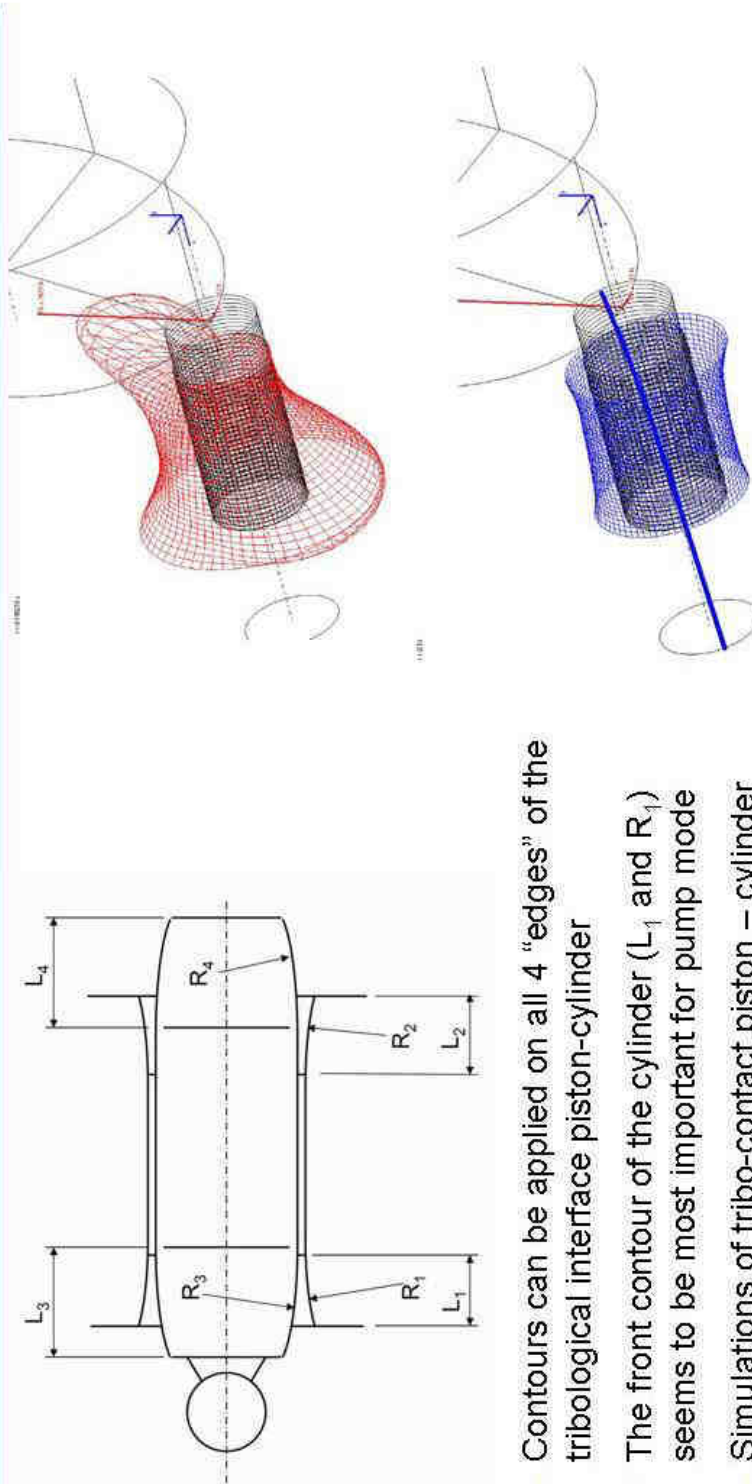 L₄
R₄
R₂
L₂
L₃
R₃
R₁
L₁
Contours can be applied on all 4 “edges” of the
tribological interface piston-cylinder
The front contour of the cylinder (L₁ and R₁)
seems to be most important for pump mode
Simulations of tribo-contact piston – cylinder